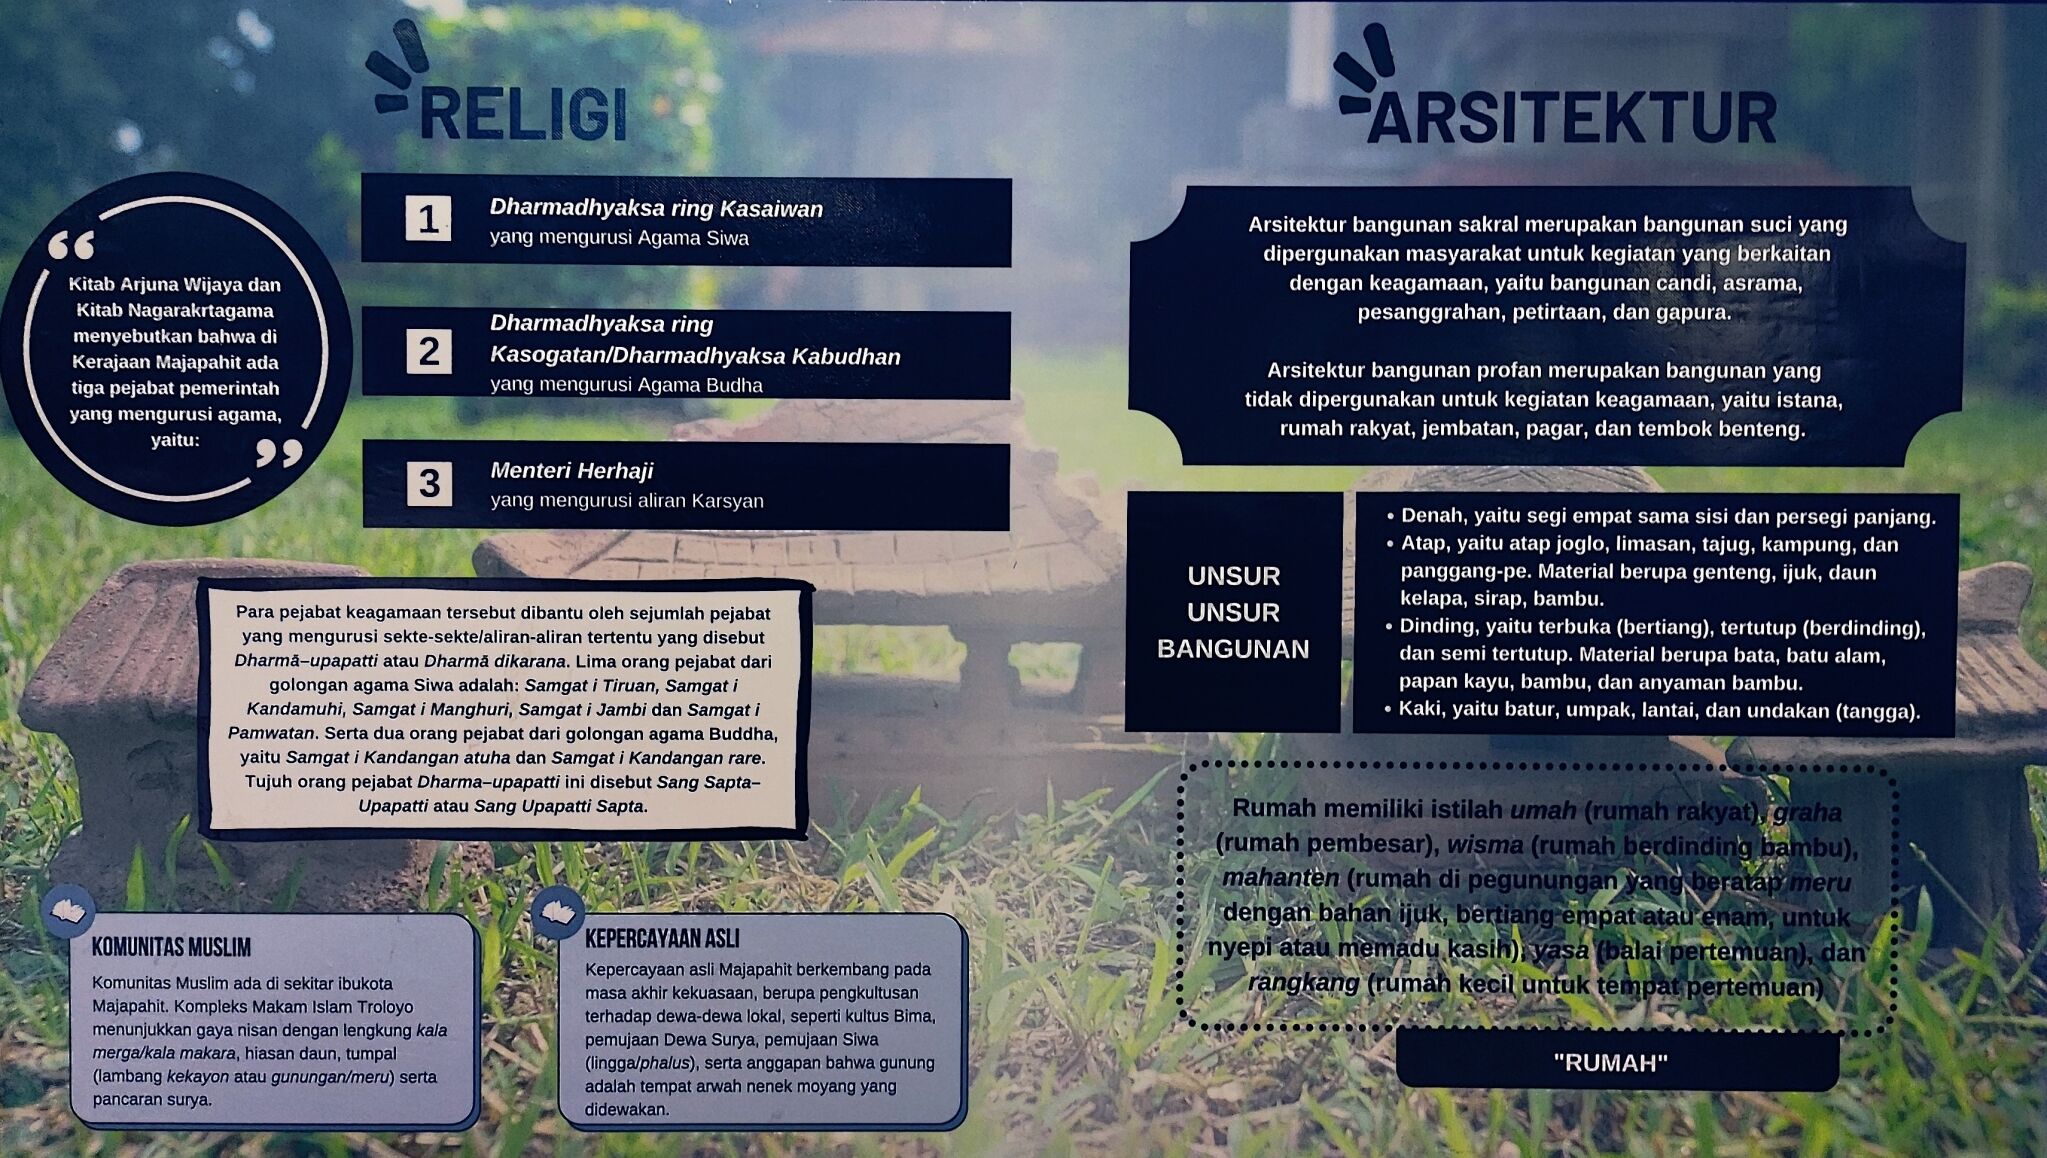 RELIGI
Kitab Arjuna Wijaya dan
Kitab Nagarakrtagama
menyebutkan bahwa di
Kerajaan Majapahit ada
tiga pejabat pemerintah
yang mengurusi agama,
yaitu:
1
Dharmadhyaksa ring Kasaiwan
yang mengurusi Agama Siwa
2
Dharmadhyaksa ring
Kasogatan/Dharmadhyaksa Kabudhan
yang mengurusi Agama Budha
3
Menteri Herhaji
yang mengurusi aliran Karsyan
Para pejabat keagamaan tersebut dibantu oleh sejumlah pejabat
yang mengurusi sekte-sekte/aliran-aliran tertentu yang disebut
Dharmā–upapatti atau Dharmā dikarana. Lima orang pejabat dari
golongan agama Siwa adalah: Samgat i Tiruan, Samgat i
Kandamuhi, Samgat i Manghuri, Samgat i Jambi dan Samgat i
Pamwatan. Serta dua orang pejabat dari golongan agama Buddha,
yaitu Samgat i Kandangan atuha dan Samgat i Kandangan rare.
Tujuh orang pejabat Dharma–upapatti ini disebut Sang Sapta–
Upapatti atau Sang Upapatti Sapta.
KOMUNITAS MUSLIM
Komunitas Muslim ada di sekitar ibukota
Majapahit. Kompleks Makam Islam Troloyo
menunjukkan gaya nisan dengan lengkung kala
merga/kala makara, hiasan daun, tumpal
(lambang kekayon atau gunungan/meru) serta
pancaran surya.
KEPERCAYAAN ASLI
Kepercayaan asli Majapahit berkembang pada
masa akhir kekuasaan, berupa pengkultusan
terhadap dewa-dewa lokal, seperti kultus Bima,
pemujaan Dewa Surya, pemujaan Siwa
(lingga/phalus), serta anggapan bahwa gunung
adalah tempat arwah nenek moyang yang
didewakan.
ARSITEKTUR
Arsitektur bangunan sakral merupakan bangunan suci yang
dipergunakan masyarakat untuk kegiatan yang berkaitan
dengan keagamaan, yaitu bangunan candi, asrama,
pesanggrahan, petirtaan, dan gapura.
Arsitektur bangunan profan merupakan bangunan yang
tidak dipergunakan untuk kegiatan keagamaan, yaitu istana,
rumah rakyat, jembatan, pagar, dan tembok benteng.
UNSUR
UNSUR
BANGUNAN
• Denah, yaitu segi empat sama sisi dan persegi panjang.
• Atap, yaitu atap joglo, limasan, tajug, kampung, dan
panggang-pe. Material berupa genteng, ijuk, daun
kelapa, sirap, bambu.
• Dinding, yaitu terbuka (bertiang), tertutup (berdinding),
dan semi tertutup. Material berupa bata, batu alam,
papan kayu, bambu, dan anyaman bambu.
• Kaki, yaitu batur, umpak, lantai, dan undakan (tangga).
Rumah memiliki istilah umah (rumah rakyat), graha
(rumah pembesar), wisma (rumah berdinding bambu),
mahanten (rumah di pegunungan yang beratap meru
dengan bahan ijuk, bertiang empat atau enam, untuk
nyepi atau memadu kasih), yasa (balai pertemuan), dan
rangkang (rumah kecil untuk tempat pertemuan)
"RUMAH"